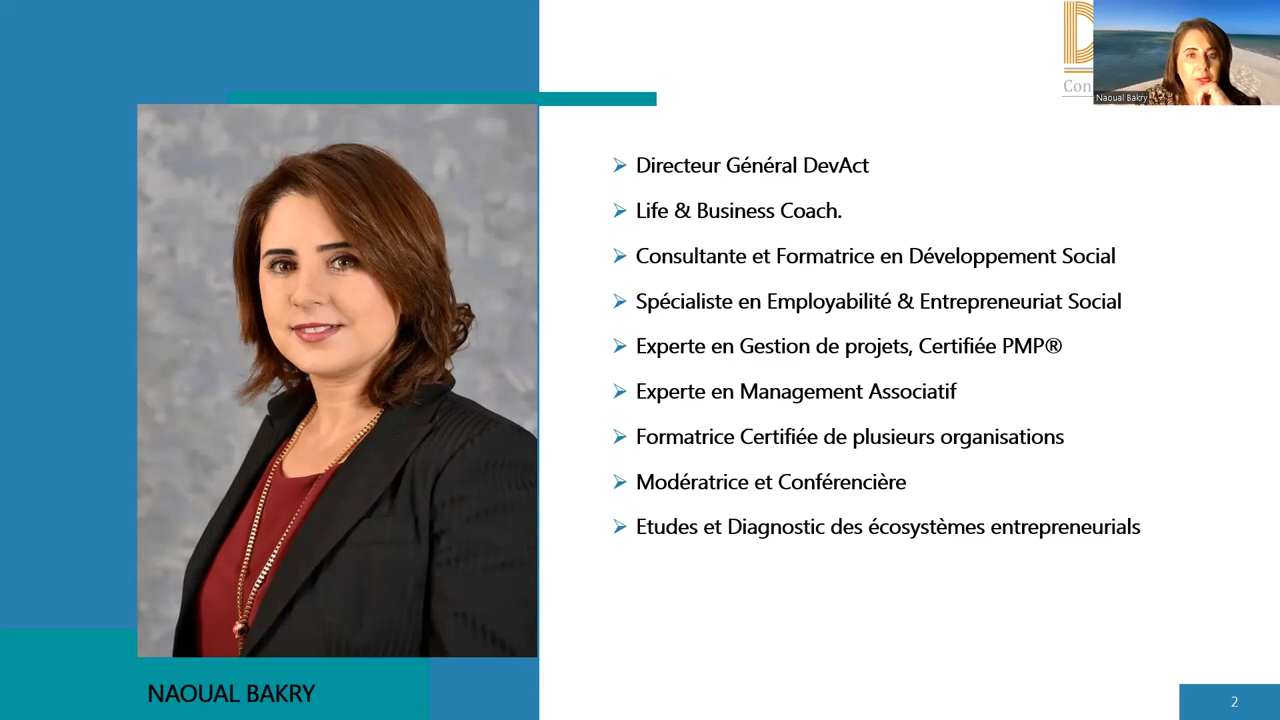 Con
Naoual Bakry
Directeur Général DevAct
Life & Business Coach.
Consultante et Formatrice en Développement Social
Spécialiste en Employabilité & Entrepreneuriat Social
Experte en Gestion de projets, Certifiée PMP®
Experte en Management Associatif
Formatrice Certifiée de plusieurs organisations
Modératrice et Conférencière
Etudes et Diagnostic des écosystèmes entrepreneurials
NAOUAL BAKRY
2